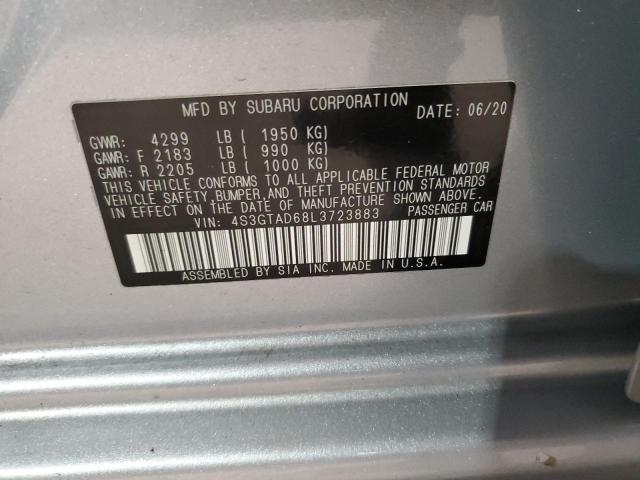 MFD BY SUBARU CORPORATION DATE: 06/20
GVWR: 4299 LB ( 1950 KG)
GAWR: F 2183 LB ( 990 KG)
GAWR: R 2205 LB ( 1000 KG)
THIS VEHICLE CONFORMS TO ALL APPLICABLE FEDERAL MOTOR
VEHICLE SAFETY, BUMPER, AND THEFT PREVENTION STANDARDS
IN EFFECT ON THE DATE OF MANUFACTURE SHOWN ABOVE.
VIN: 4S3GTAD68L3723883 PASSENGER CAR
ASSEMBLED BY SIA INC. MADE IN U.S.A.